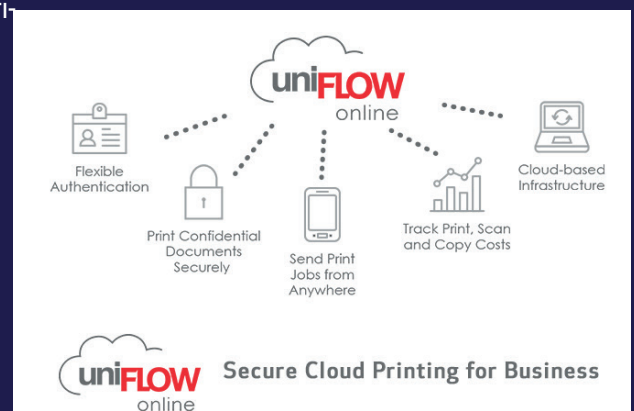 uniFLOW
online
Flexible
Authentication
Print Confidential
Documents
Securely
Send Print
Jobs from
Anywhere
Track Print, Scan
and Copy Costs
Cloud-based
Infrastructure
uniFLOW
online
Secure Cloud Printing for Business